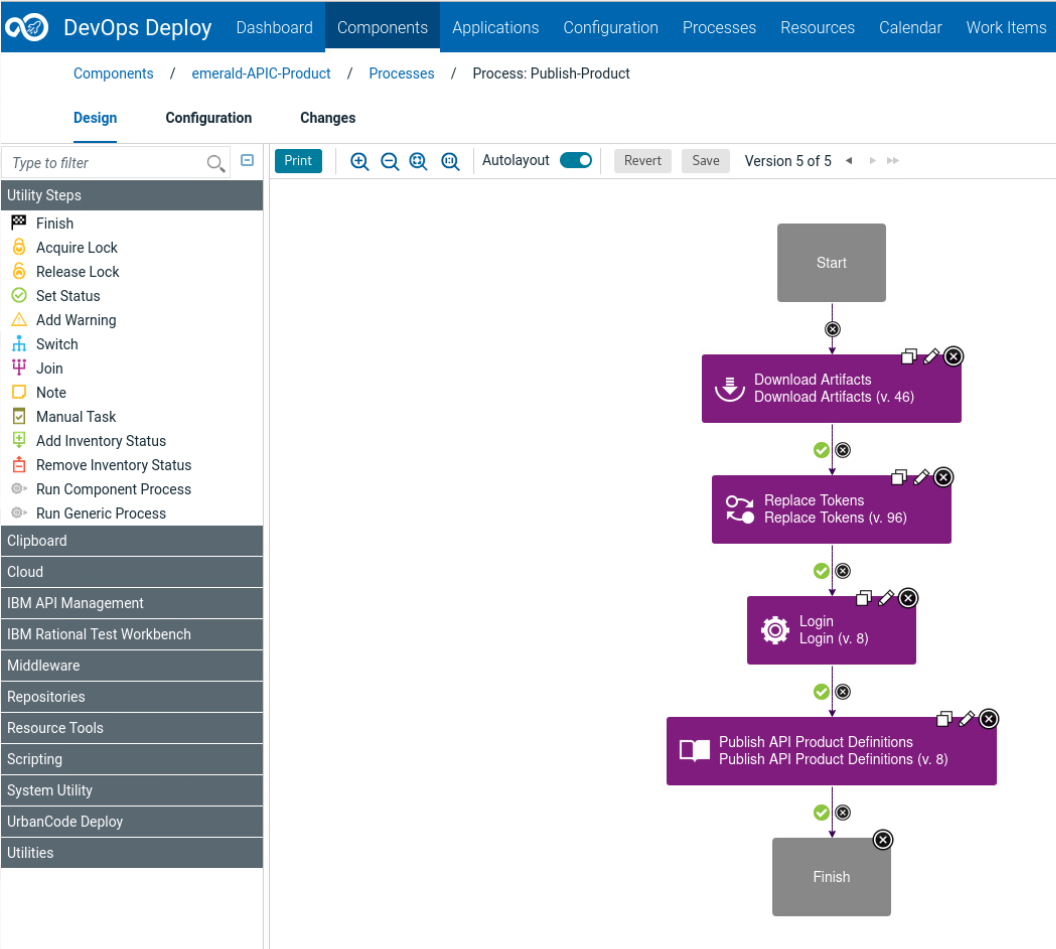 DevOps Deploy Dashboard Components Applications Configuration Processes Resources Calendar Work Items
Components / emerald-APIC-Product / Processes / Process: Publish-Product
Design Configuration Changes
Type to filter
Print Autolayout Revert Save Version 5 of 5
Utility Steps
Finish
Acquire Lock
Release Lock
Set Status
Add Warning
Switch
Join
Note
Manual Task
Add Inventory Status
Remove Inventory Status
Run Component Process
Run Generic Process
Clipboard
Cloud
IBM API Management
IBM Rational Test Workbench
Middleware
Repositories
Resource Tools
Scripting
System Utility
UrbanCode Deploy
Utilities
Start
Download Artifacts
Download Artifacts (v. 46)
Replace Tokens
Replace Tokens (v. 96)
Login
Login (v. 8)
Publish API Product Definitions
Publish API Product Definitions (v. 8)
Finish